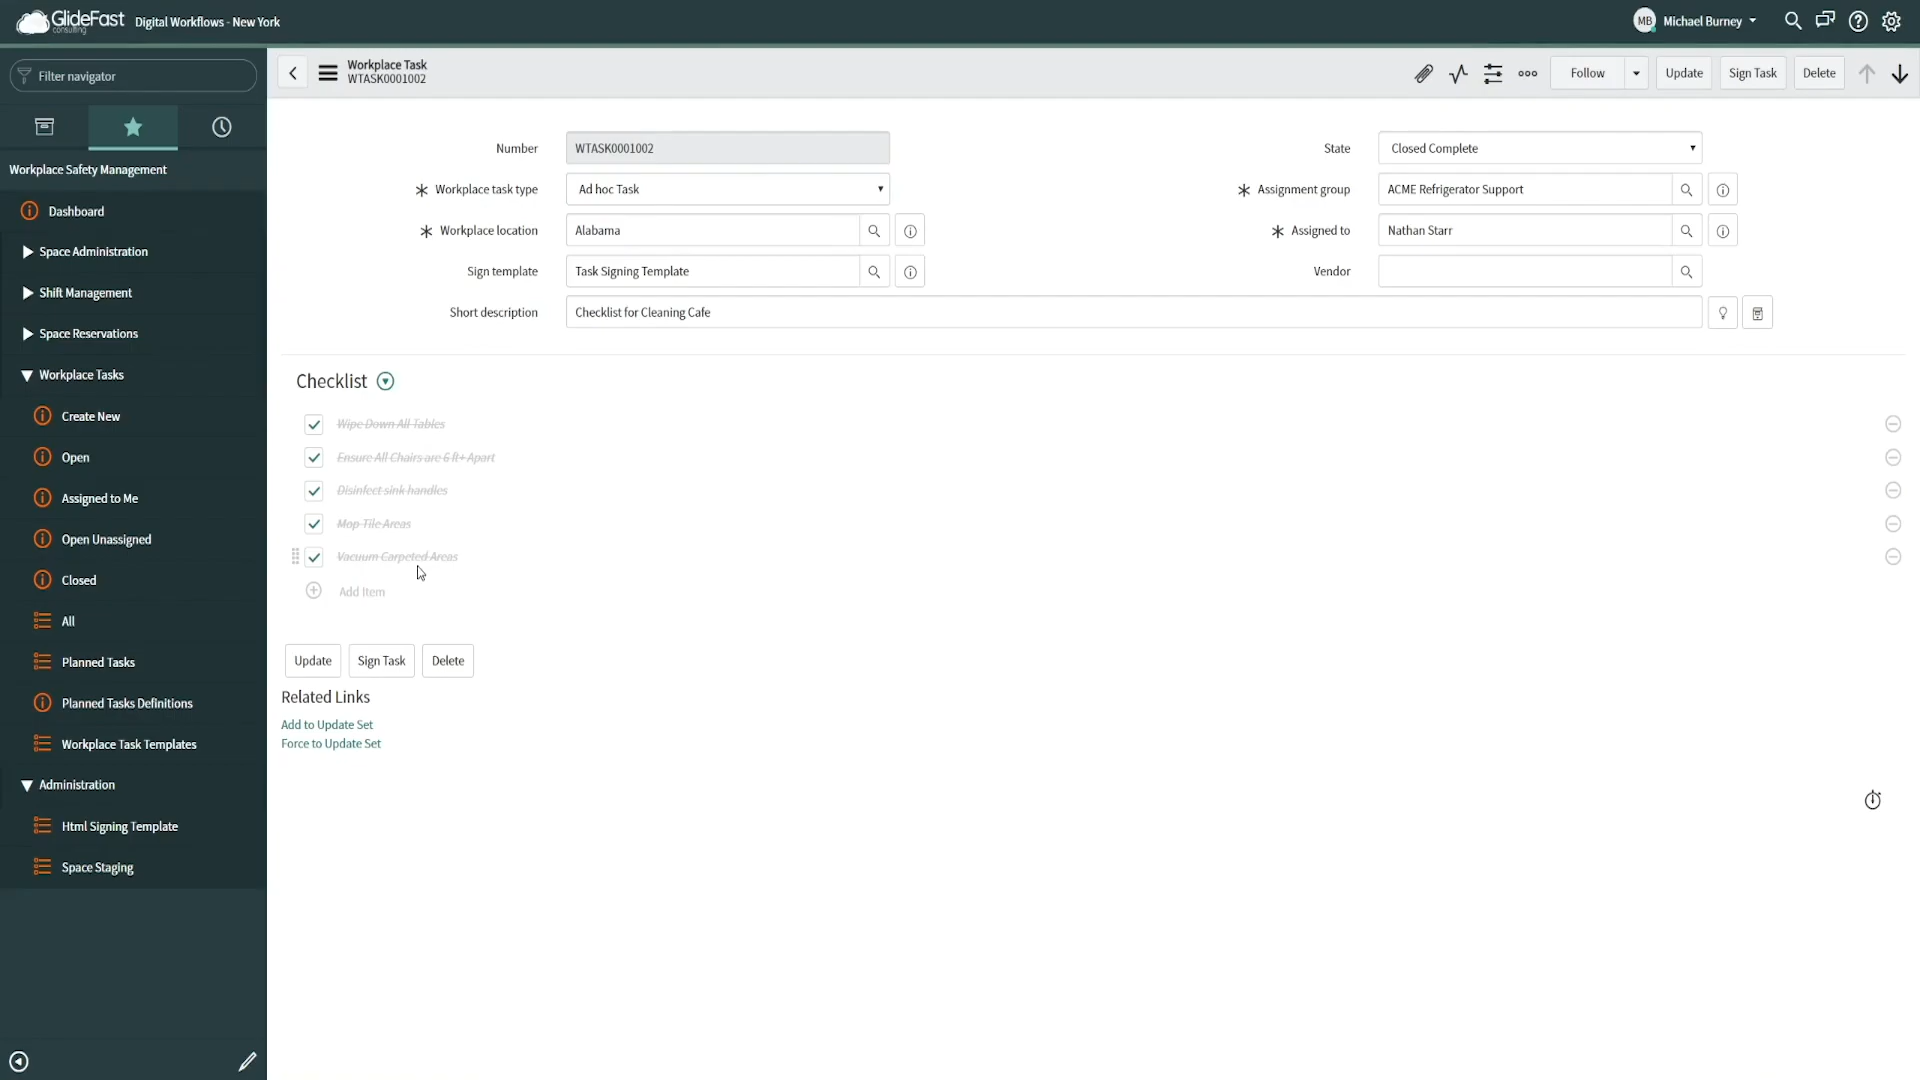 GlideFast
consulting
Digital Workflows - New York
MB
Michael Burney
Filter navigator
Workplace Task
WTASK0001002
Follow
Update
Sign Task
Delete
Workplace Safety Management
Dashboard
Space Administration
Shift Management
Space Reservations
Workplace Tasks
Create New
Open
Assigned to Me
Open Unassigned
Closed
All
Planned Tasks
Planned Tasks Definitions
Workplace Task Templates
Administration
Html Signing Template
Space Staging
Number
WTASK0001002
Workplace task type
Ad hoc Task
Workplace location
Alabama
Sign template
Task Signing Template
Short description
Checklist for Cleaning Cafe
State
Closed Complete
Assignment group
ACME Refrigerator Support
Assigned to
Nathan Starr
Vendor
Checklist
Wipe Down All Tables
Ensure All Chairs are 6 ft+ Apart
Disinfect sink handles
Mop Tile Areas
Vacuum Carpeted Areas
Add Item
Update
Sign Task
Delete
Related Links
Add to Update Set
Force to Update Set